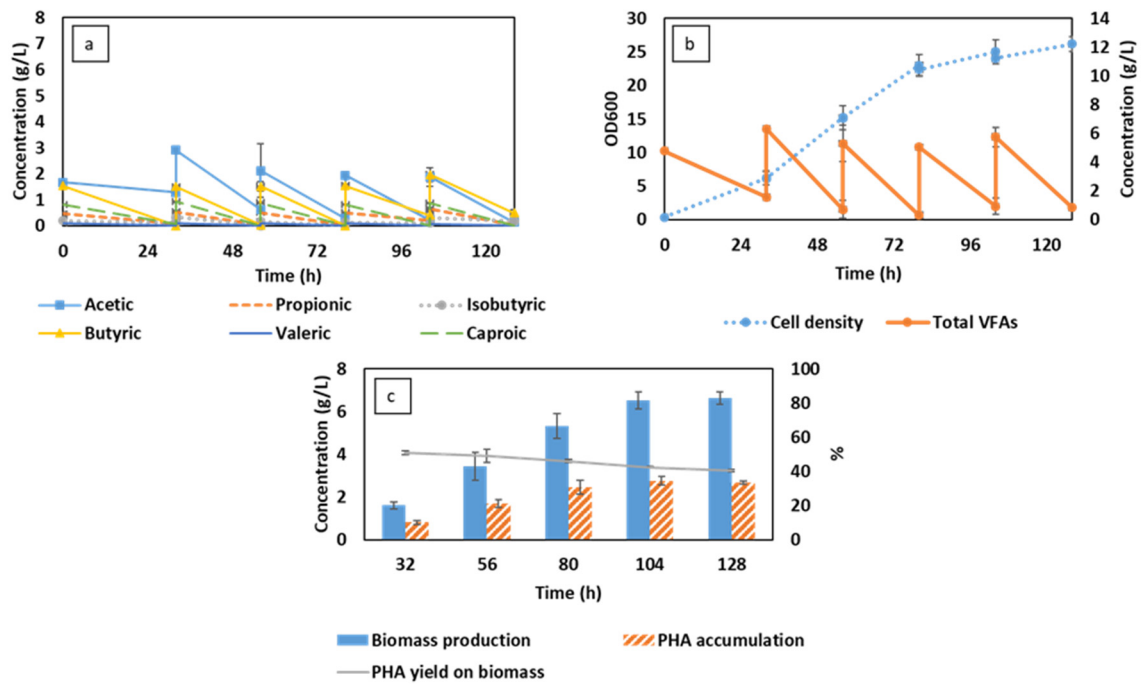 a
8
7
6
5
4
3
2
1
0
Concentration (g/L)
0 24 48 72 96 120
Time (h)
Acetic Propionic Isobutyric
Butyric Valeric Caproic
b
30
25
20
15
10
5
0
OD600
14
12
10
8
6
4
2
0
Concentration (g/L)
0 24 48 72 96 120
Time (h)
Cell density Total VFAs
c
8
6
4
2
0
Concentration (g/L)
100
80
60
40
20
0
%
32 56 80 104 128
Time (h)
Biomass production PHA accumulation
PHA yield on biomass